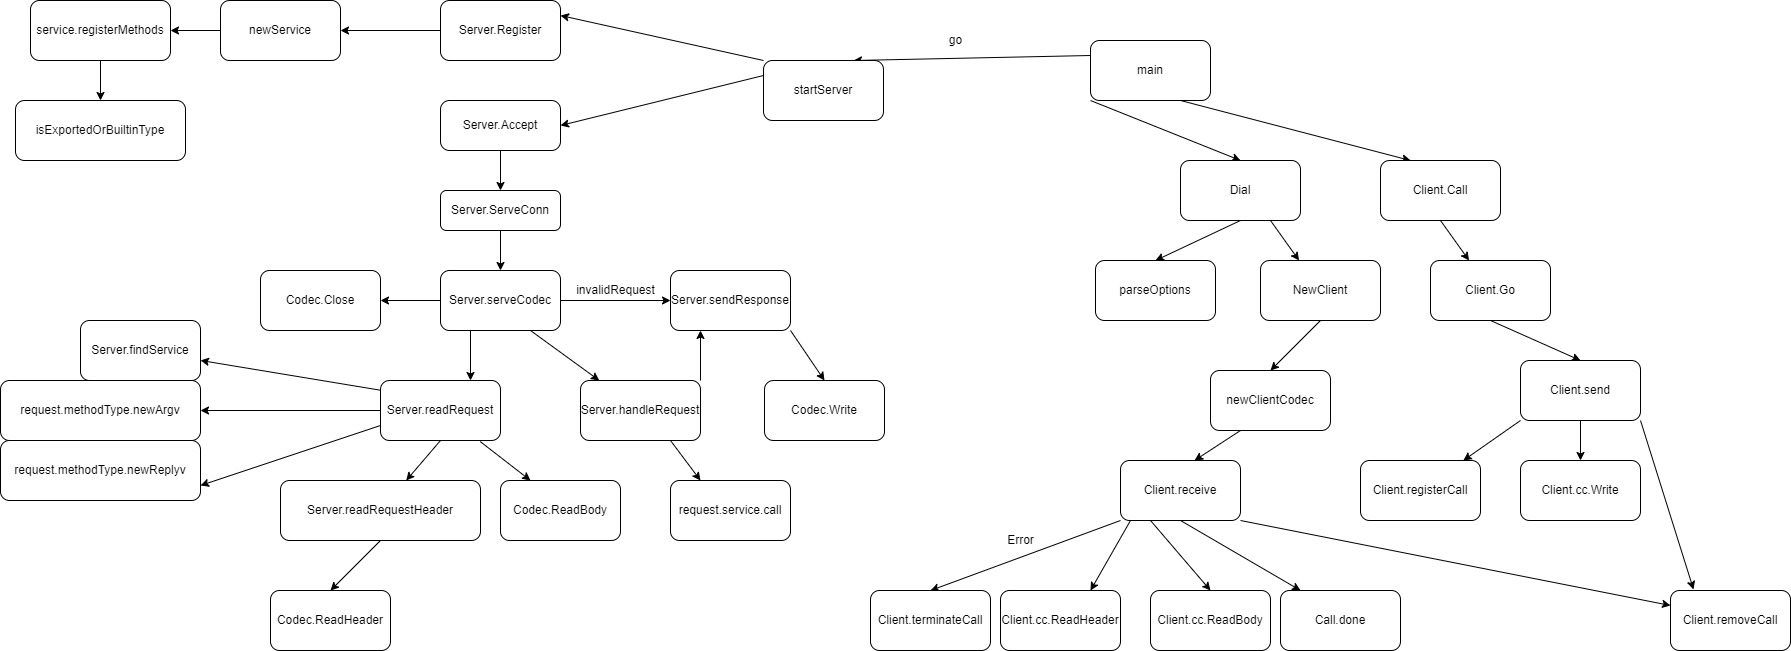 service.registerMethods
newService
Server.Register
go
main
startServer
isExportedOrBuiltinType
Server.Accept
Dial
Client.Call
Server.ServeConn
Codec.Close
Server.serveCodec
invalidRequest
Server.sendResponse
parseOptions
NewClient
Client.Go
Server.findService
request.methodType.newArgv
Server.readRequest
Server.handleRequest
Codec.Write
newClientCodec
Client.send
request.methodType.newReplyv
Server.readRequestHeader
Codec.ReadBody
request.service.call
Client.receive
Client.registerCall
Client.cc.Write
Error
Codec.ReadHeader
Client.terminateCall
Client.cc.ReadHeader
Client.cc.ReadBody
Call.done
Client.removeCall